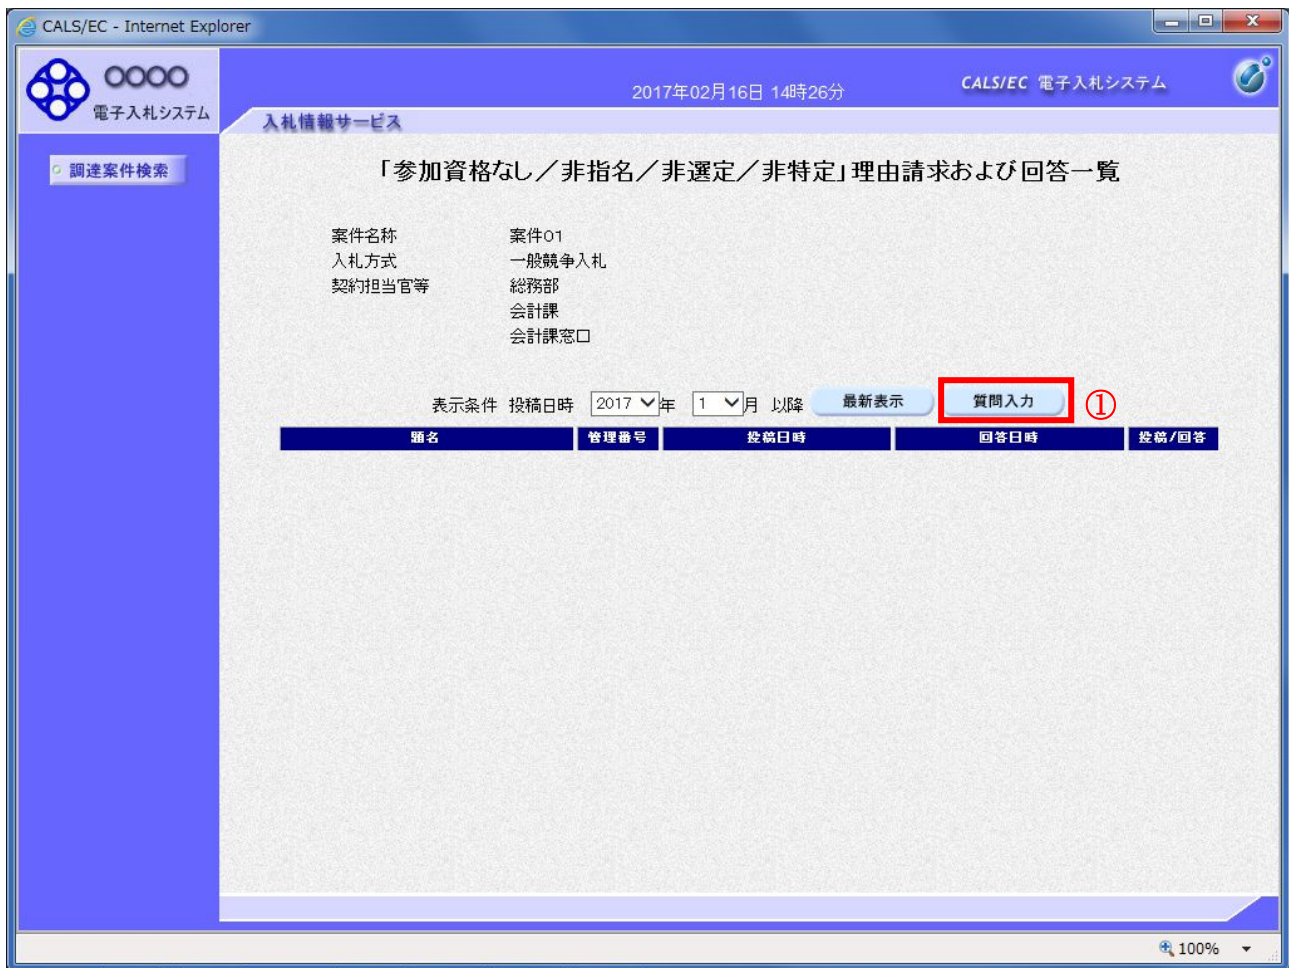 CALS/EC - Internet Explorer
OOOO
電子入札システム
2017年02月16日 14時26分
CALS/EC 電子入札システム
入札情報サービス
調達案件検索
「参加資格なし／非指名／非選定／非特定」理由請求および回答一覧
案件名称 案件01
入札方式 一般競争入札
契約担当官等 総務部
会計課
会計課窓口
表示条件 投稿日時 2017 年 1 月 以降 最新表示 質問入力 ①
題名 管理番号 投稿日時 回答日時 投稿/回答
100%